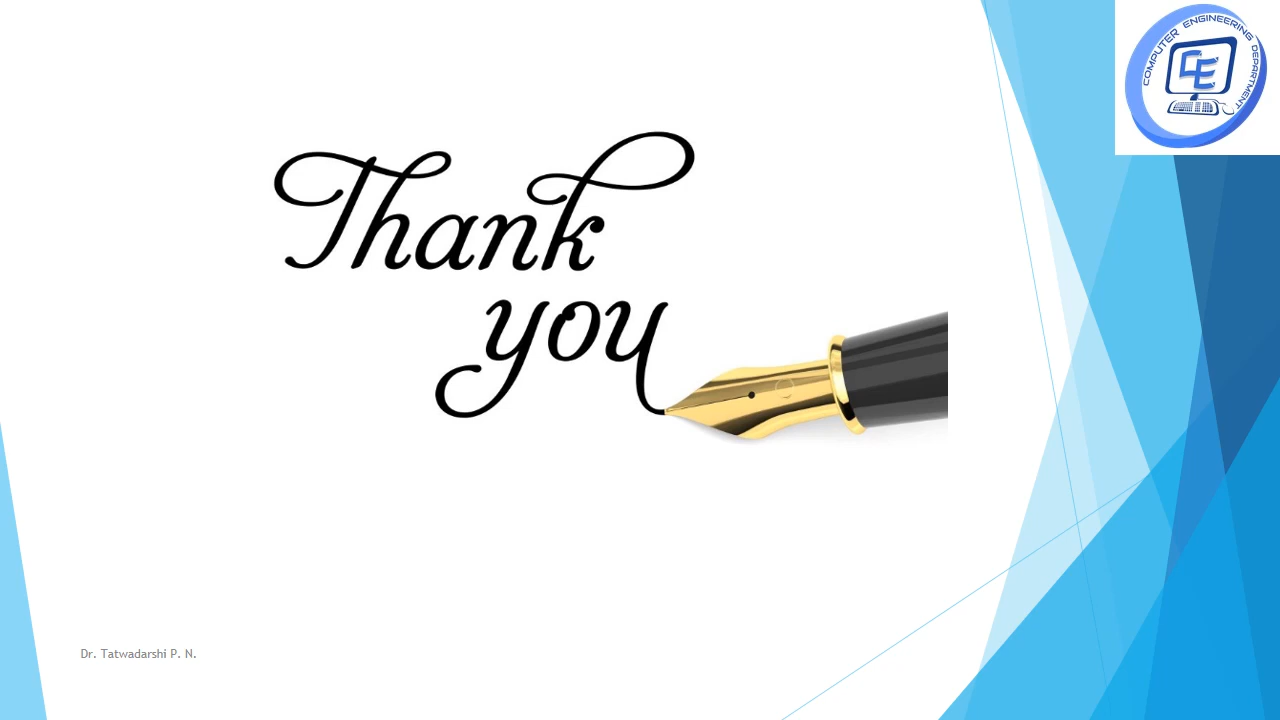 COMPUTER ENGINEERING DEPARTMENT
CE
Thank
you
Dr. Tatwadarshi P. N.